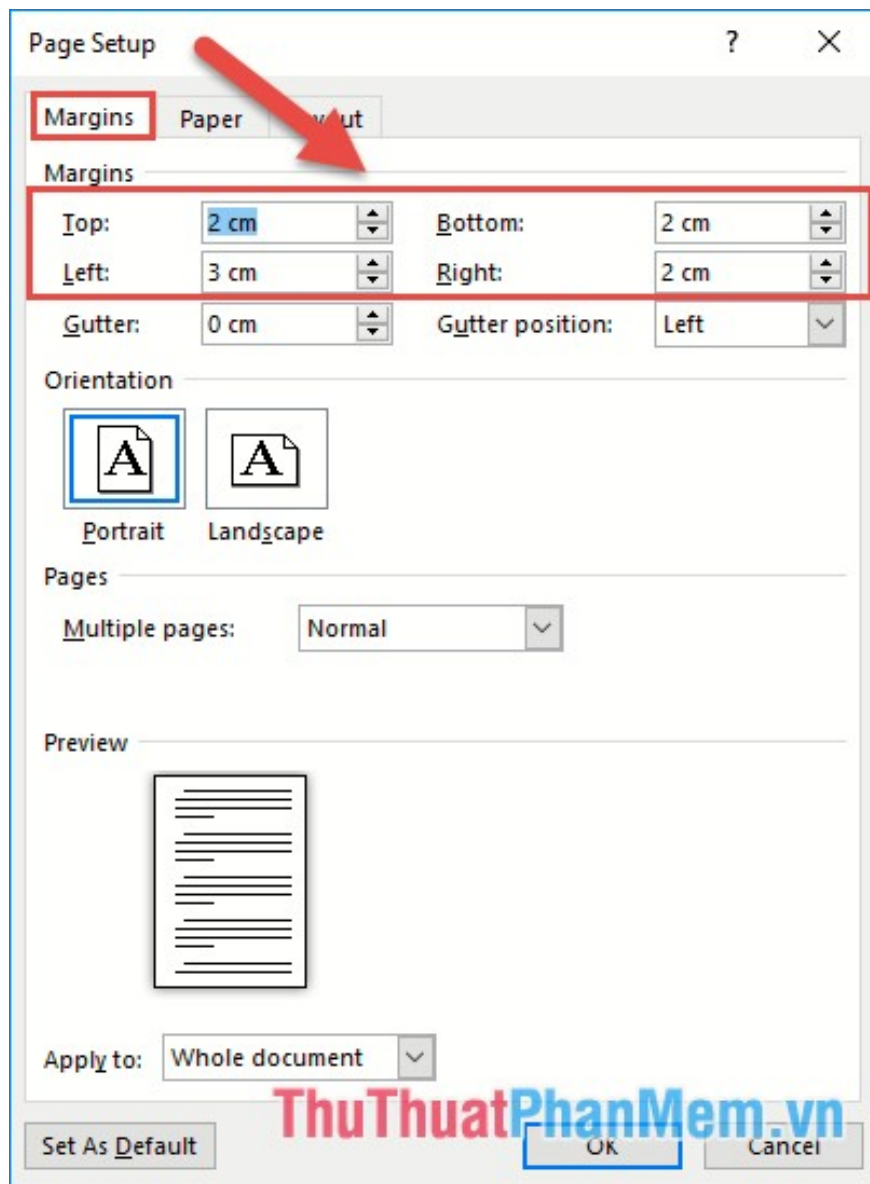 Page Setup ?
Margins Paper
Margins
Top: 2 cm Bottom: 2 cm
Left: 3 cm Right: 2 cm
Gutter: 0 cm Gutter position: Left
Orientation
A A
Portrait Landscape
Pages
Multiple pages: Normal
Preview
Apply to: Whole document
ThuThuatPhanMem.vn
Set As Default OK Cancel